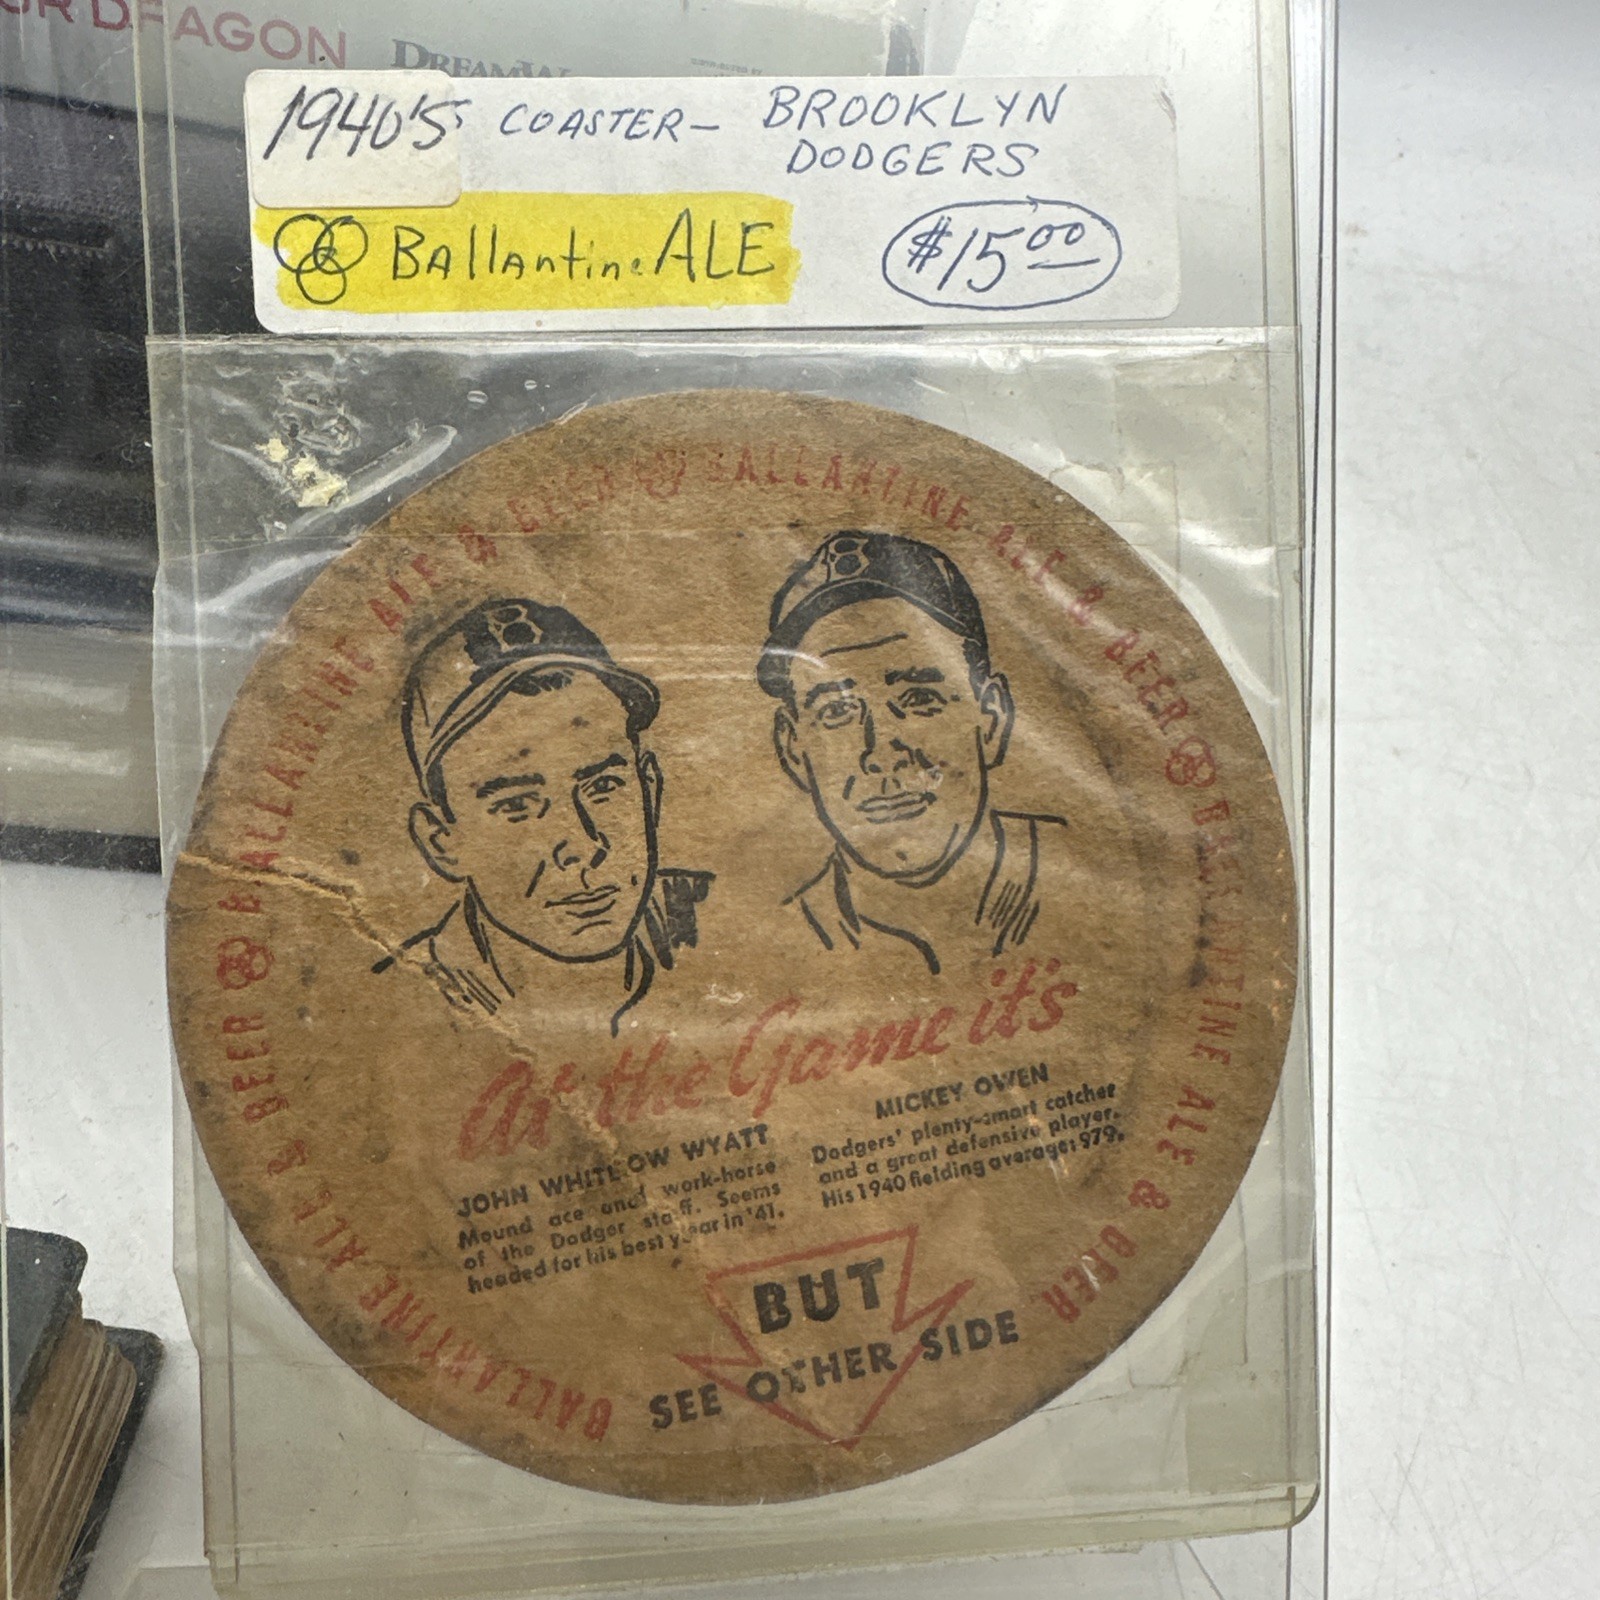 AGON
DREAMW
1940's COASTER - BROOKLYN
DODGERS
Ballantine ALE $15.00
BALLANTINE ALE & BEER BALLANTINE ALE & BEER BALLANTINE ALE & BEER BALLANTINE ALE & BEER
At the Game it's
JOHN WHITLOW WYATT
Mound ace and work-horse
of the Dodger staff. Seems
headed for his best year in '41.
MICKEY OWEN
Dodgers' plenty-smart catcher
and a great defensive player.
His 1940 fielding average: 979.
BUT
SEE OTHER SIDE